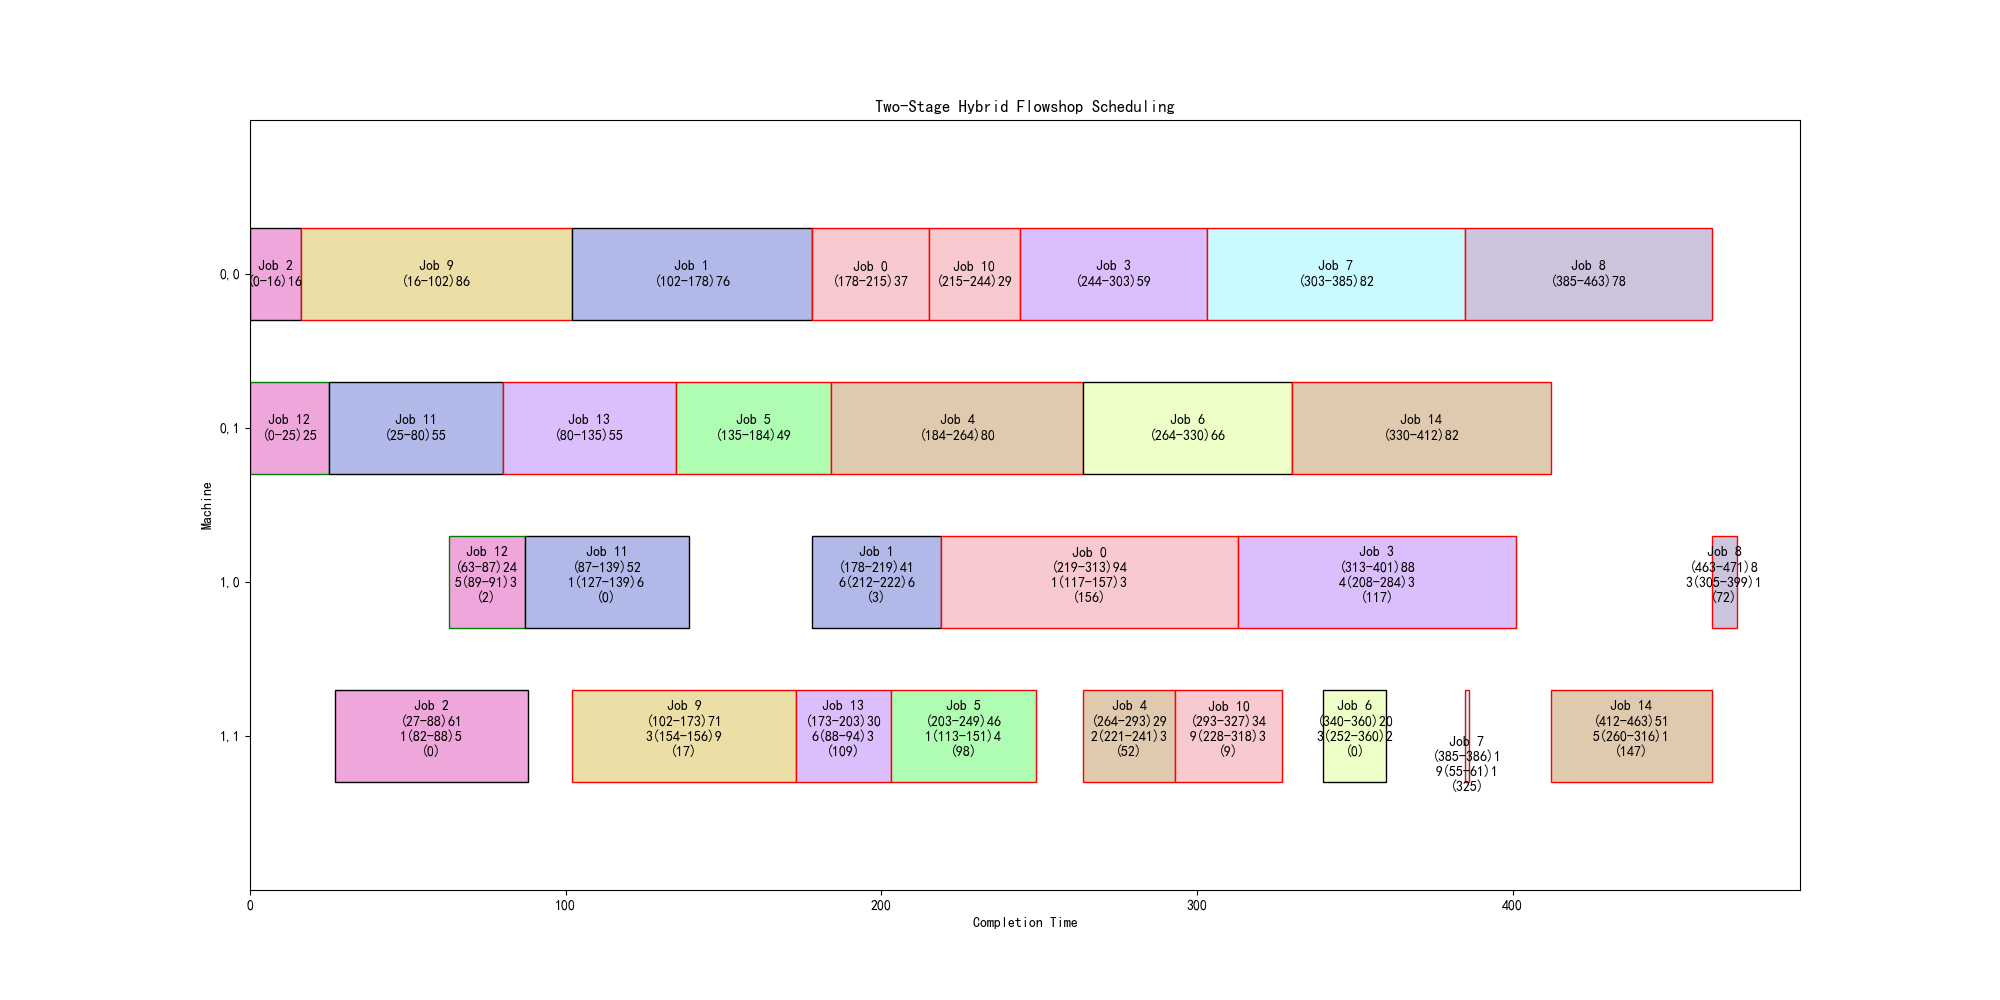 Two-Stage Hybrid Flowshop Scheduling
0,0
Job 2
(0-16)16
Job 9
(16-102)86
Job 1
(102-178)76
Job 0
(178-215)37
Job 10
(215-244)29
Job 3
(244-303)59
Job 7
(303-385)82
Job 8
(385-463)78
0,1
Job 12
(0-25)25
Job 11
(25-80)55
Job 13
(80-135)55
Job 5
(135-184)49
Job 4
(184-264)80
Job 6
(264-330)66
Job 14
(330-412)82
Machine
1,0
Job 12
(63-87)24
5(89-91)3
(2)
Job 11
(87-139)52
1(127-139)6
(0)
Job 1
(178-219)41
6(212-222)6
(3)
Job 0
(219-313)94
1(117-157)3
(156)
Job 3
(313-401)88
4(208-284)3
(117)
Job 8
(463-471)8
3(305-399)1
(72)
1,1
Job 2
(27-88)61
1(82-88)5
(0)
Job 9
(102-173)71
3(154-156)9
(17)
Job 13
(173-203)30
6(88-94)3
(109)
Job 5
(203-249)46
1(113-151)4
(98)
Job 4
(264-293)29
2(221-241)3
(52)
Job 10
(293-327)34
9(228-318)3
(9)
Job 6
(340-360)20
3(252-360)2
(0)
Job 7
(385-386)1
9(55-61)1
(325)
Job 14
(412-463)51
5(260-316)1
(147)
0
100
200
300
400
Completion Time